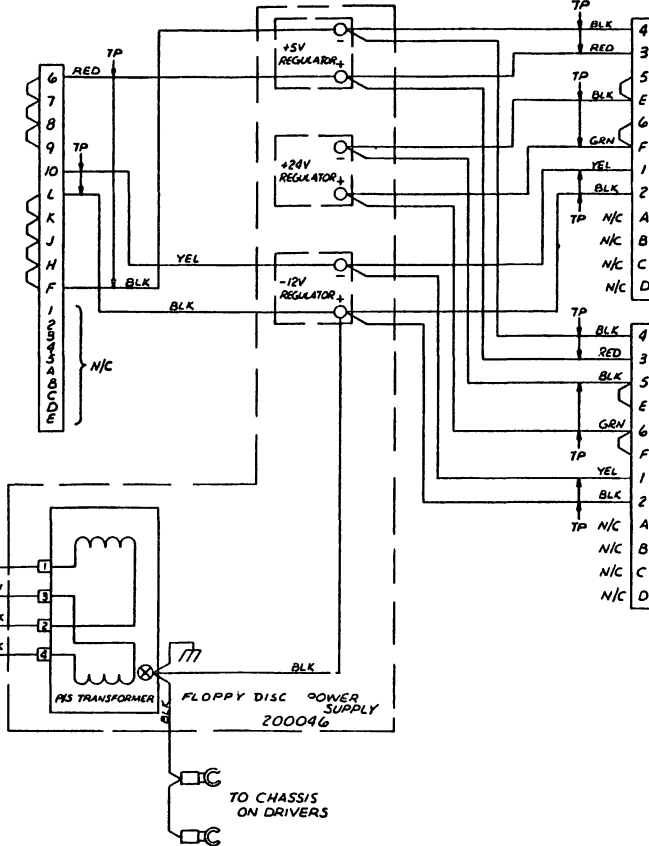 TP
BLK
4
RED
3
+5V
REGULATOR
-
+
TP
RED
6
7
8
9
10
L
K
J
H
F
TP
BLK
TP
BLK
5
E
6
GRN
F
YEL
1
BLK
2
TP
N/C A
N/C B
N/C C
N/C D
+24V
REGULATOR
-
+
YEL
-12V
REGULATOR
-
+
BLK
1
2
3
4
5
A
B
C
D
E
N/C
TP
BLK
4
RED
3
BLK
5
E
GRN
6
TP
F
YEL
1
BLK
2
TP
N/C A
N/C B
N/C C
N/C D
1
3
2
4
BLK
P/S TRANSFORMER
BLK
FLOPPY DISC POWER
SUPPLY
200046
TO CHASSIS
ON DRIVERS